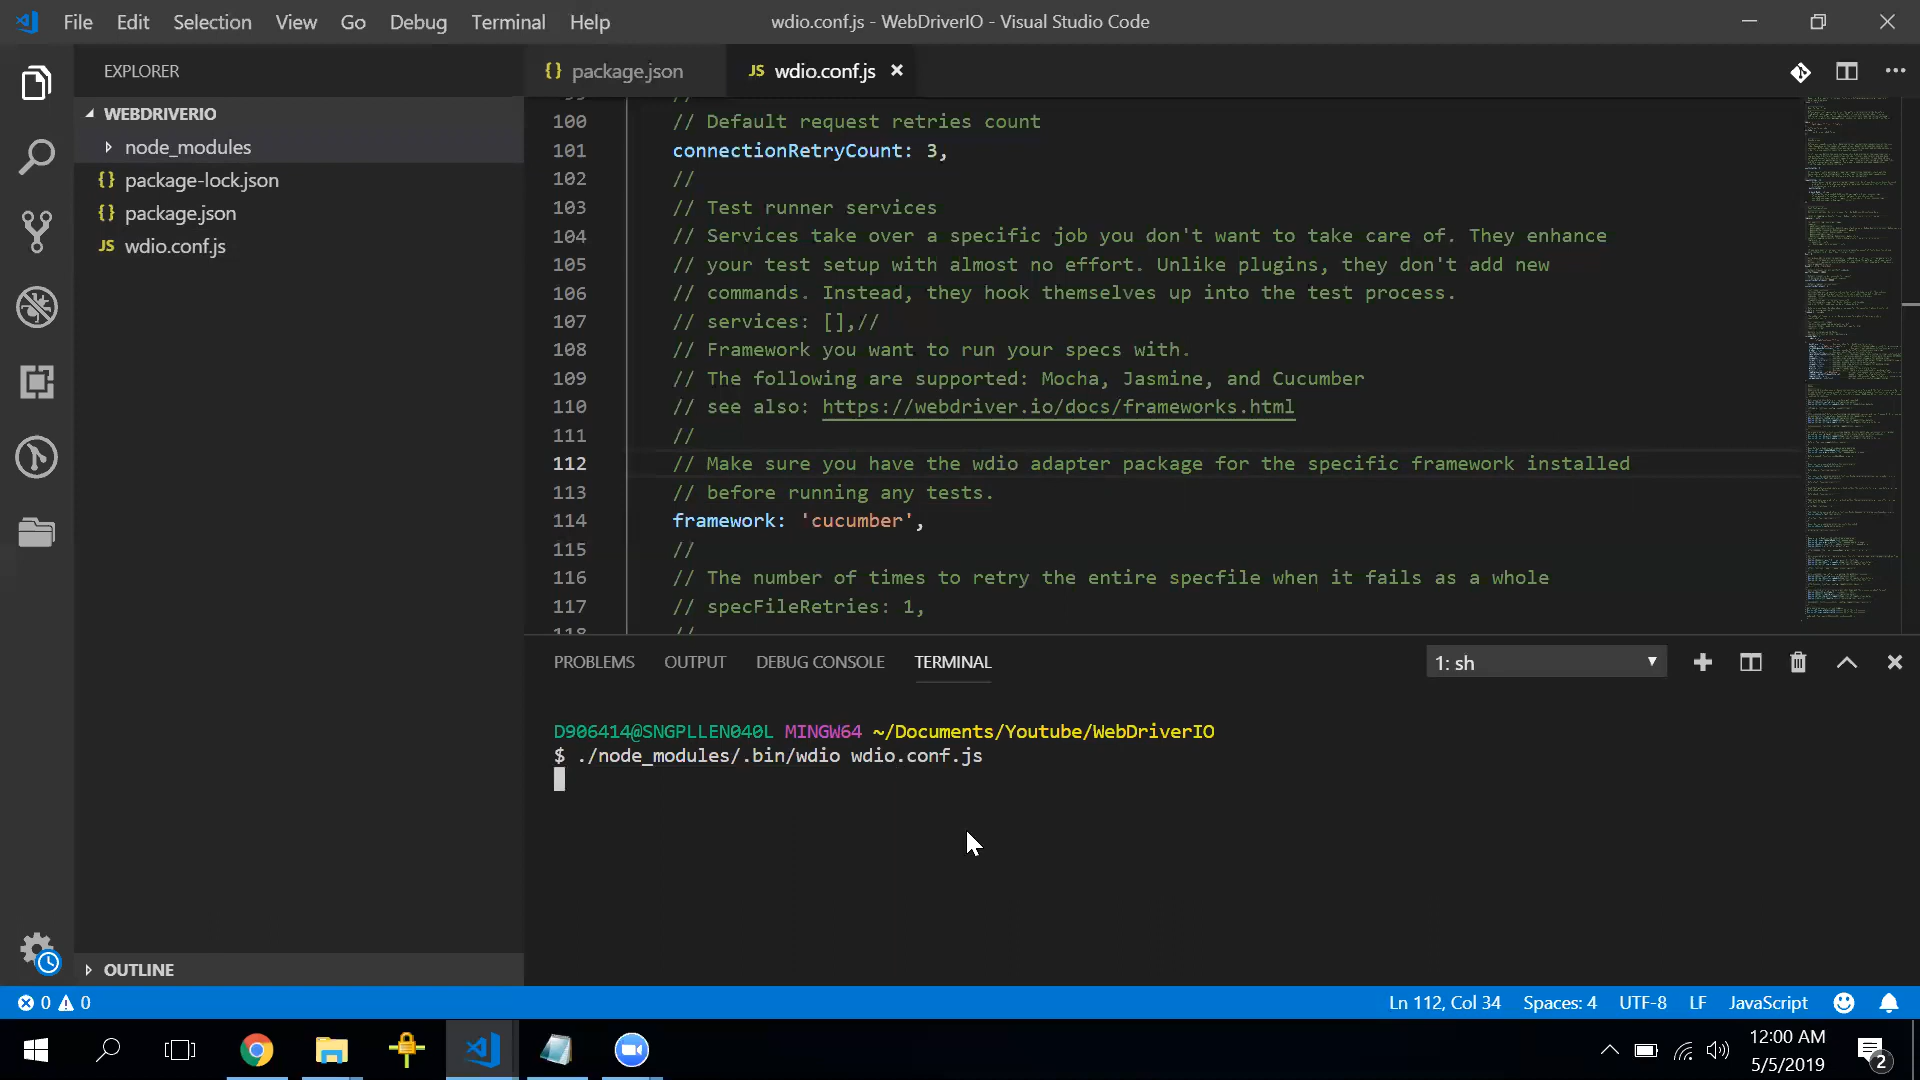 File Edit Selection View Go Debug Terminal Help
wdio.conf.js - WebDriverIO - Visual Studio Code
EXPLORER
WEBDRIVERIO
node_modules
{} package-lock.json
{} package.json
JS wdio.conf.js
OUTLINE
{} package.json
JS wdio.conf.js ×
100 // Default request retries count
101 connectionRetryCount: 3,
102 //
103 // Test runner services
104 // Services take over a specific job you don't want to take care of. They enhance
105 // your test setup with almost no effort. Unlike plugins, they don't add new
106 // commands. Instead, they hook themselves up into the test process.
107 // services: [],//
108 // Framework you want to run your specs with.
109 // The following are supported: Mocha, Jasmine, and Cucumber
110 // see also: https://webdriver.io/docs/frameworks.html
111 //
112 // Make sure you have the wdio adapter package for the specific framework installed
113 // before running any tests.
114 framework: 'cucumber',
115 //
116 // The number of times to retry the entire specfile when it fails as a whole
117 // specFileRetries: 1,
PROBLEMS OUTPUT DEBUG CONSOLE TERMINAL
1: sh
D906414@SNGPLLEN040L MINGW64 ~/Documents/Youtube/WebDriverIO
$ ./node_modules/.bin/wdio wdio.conf.js
0 0
Ln 112, Col 34 Spaces: 4 UTF-8 LF JavaScript
12:00 AM
5/5/2019
2